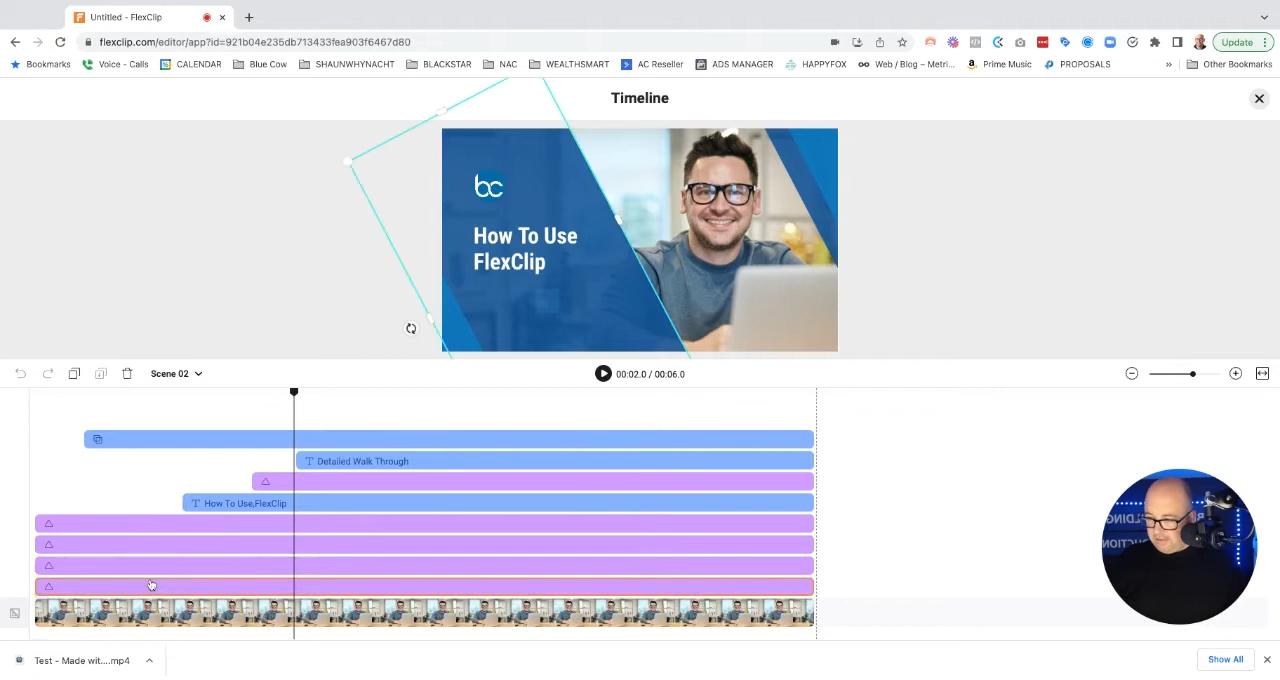 Untitled - FlexClip
flexclip.com/editor/app?id=921b04e235db713433fea903f6467d80
Update
Bookmarks Voice - Calls CALENDAR Blue Cow SHAUNWHYNACHT BLACKSTAR NAC WEALTHSMART AC Reseller ADS MANAGER HAPPYFOX Web / Blog – Metri... Prime Music PROPOSALS » Other Bookmarks
Timeline
bc
How To Use
FlexClip
Scene 02
00:02.0 / 00:06.0
Detailed Walk Through
How To Use,FlexClip
Test - Made wit....mp4
Show All